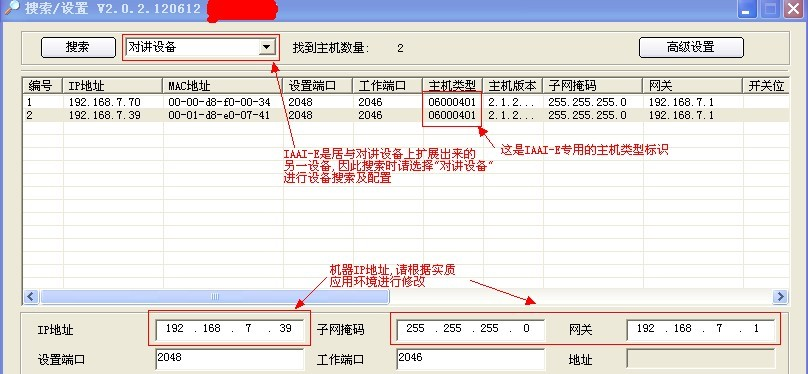 搜索/设置 V2.0.2.120612
搜索 对讲设备 找到主机数量: 2 高级设置
编号 IP地址 MAC地址 设置端口 工作端口 主机类型 主机版本 子网掩码 网关 开关位
1 192.168.7.70 00-00-d8-f0-00-34 2048 2046 06000401 2.1.2... 255.255.255.0 192.168.7.1
2 192.168.7.39 00-01-d8-e0-07-41 2048 2046 06000401 2.1.2... 255.255.255.0 192.168.7.1
IAAI-E是居与对讲设备上扩展出来的
另一设备,因此搜索时请选择"对讲设备"
进行设备搜索及配置
这是IAAI-E专用的主机类型标识
机器IP地址,请根据实质
应用环境进行修改
IP地址 192 . 168 . 7 . 39 子网掩码 255 . 255 . 255 . 0 网关 192 . 168 . 7 . 1
设置端口 2048 工作端口 2046 地址